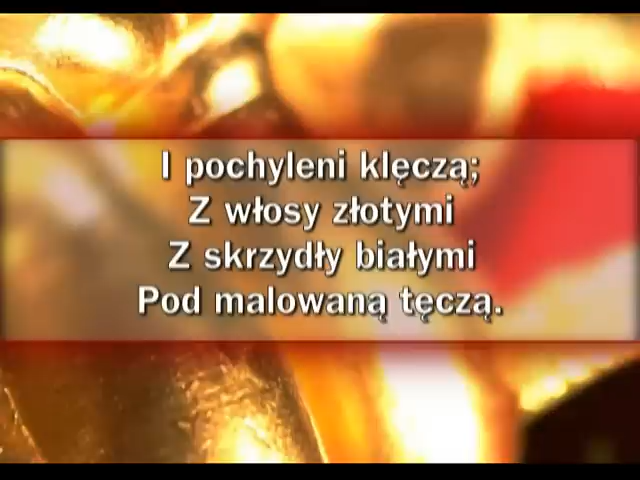 I pochyleni klęczą;
Z włosy złotymi
Z skrzydły białymi
Pod malowaną tęczą.